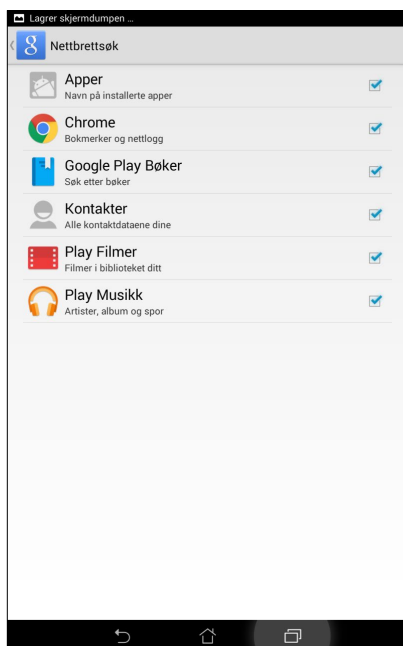 Lagrer skjermdumpen ...
Nettbrettsøk
Apper
Navn på installerte apper
Chrome
Bokmerker og nettlogg
Google Play Bøker
Søk etter bøker
Kontakter
Alle kontaktdataene dine
Play Filmer
Filmer i biblioteket ditt
Play Musikk
Artister, album og spor